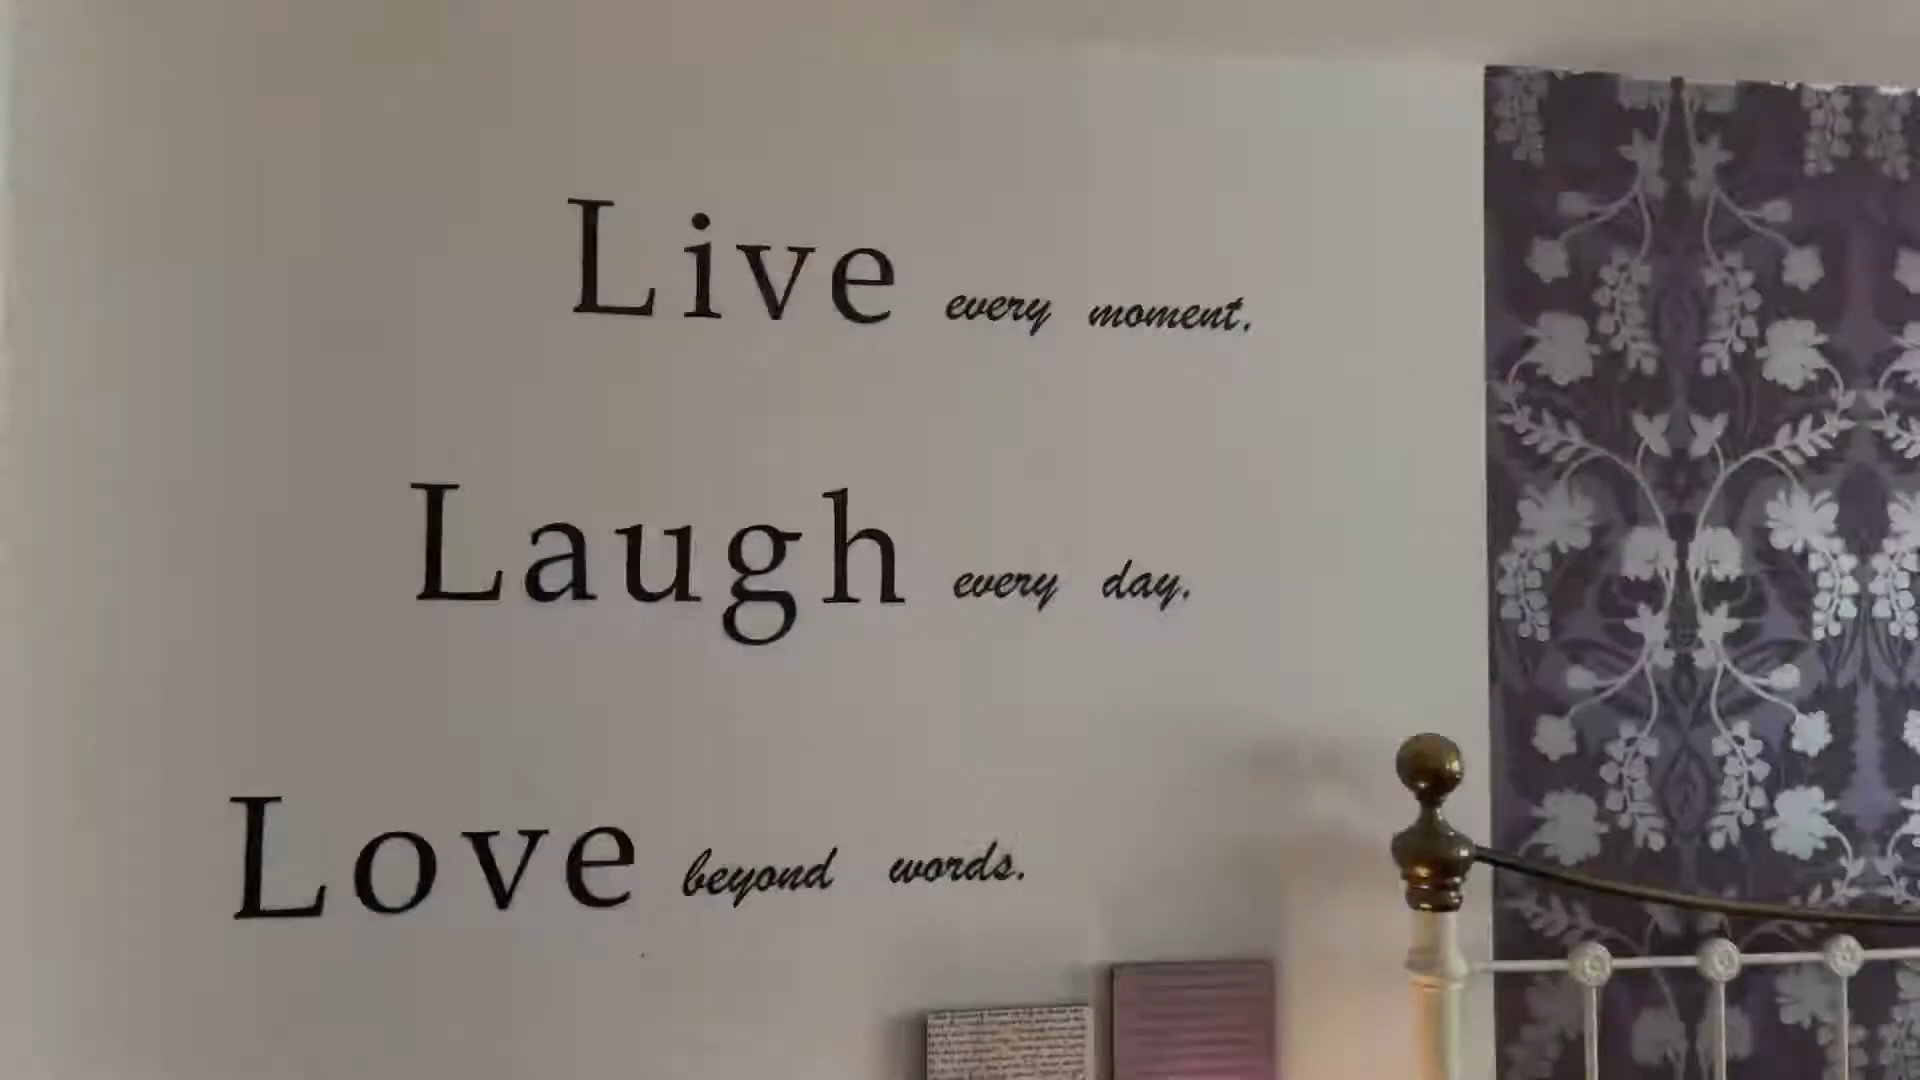 Live every moment.
Laugh every day.
Love beyond words.